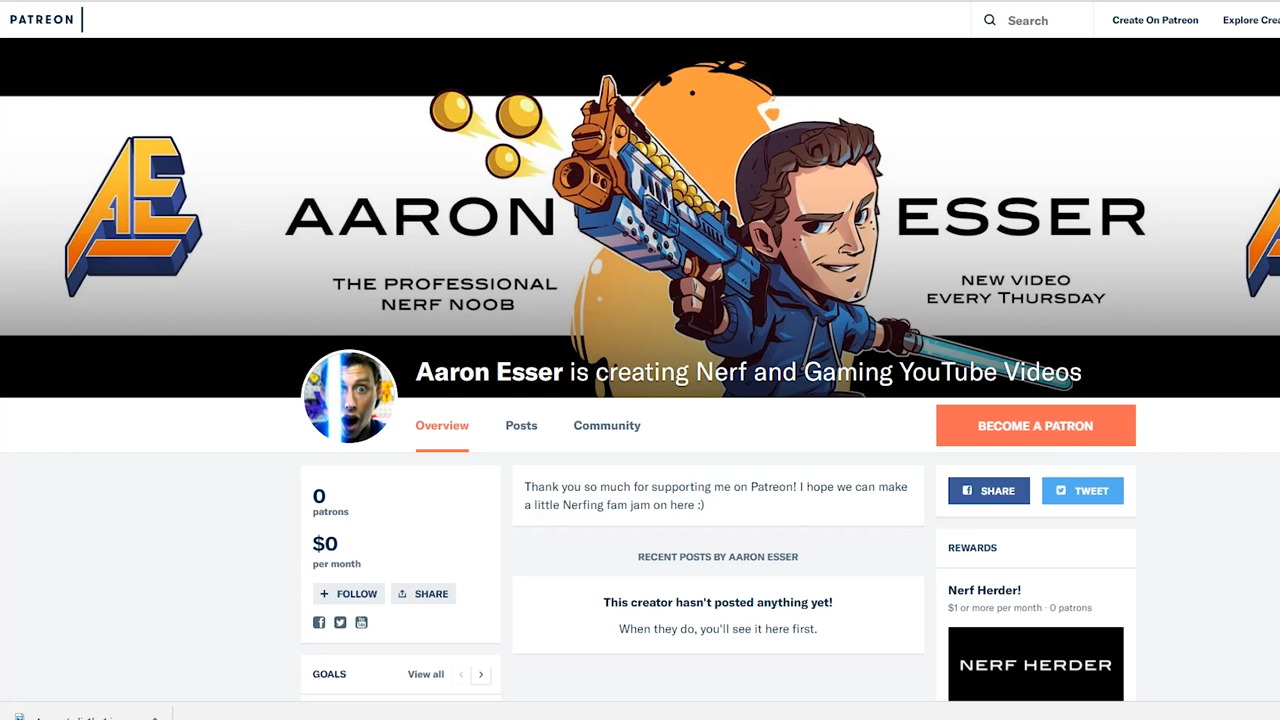 PATREON
Search
Create On Patreon
Explore Crea
AE
AARON
ESSER
THE PROFESSIONAL
NERF NOOB
NEW VIDEO
EVERY THURSDAY
Aaron Esser is creating Nerf and Gaming YouTube Videos
Overview
Posts
Community
BECOME A PATRON
0
patrons
$0
per month
+ FOLLOW
SHARE
GOALS
View all
Thank you so much for supporting me on Patreon! I hope we can make
a little Nerfing fam jam on here :)
RECENT POSTS BY AARON ESSER
This creator hasn't posted anything yet!
When they do, you'll see it here first.
SHARE
TWEET
REWARDS
Nerf Herder!
$1 or more per month · 0 patrons
NERF HERDER